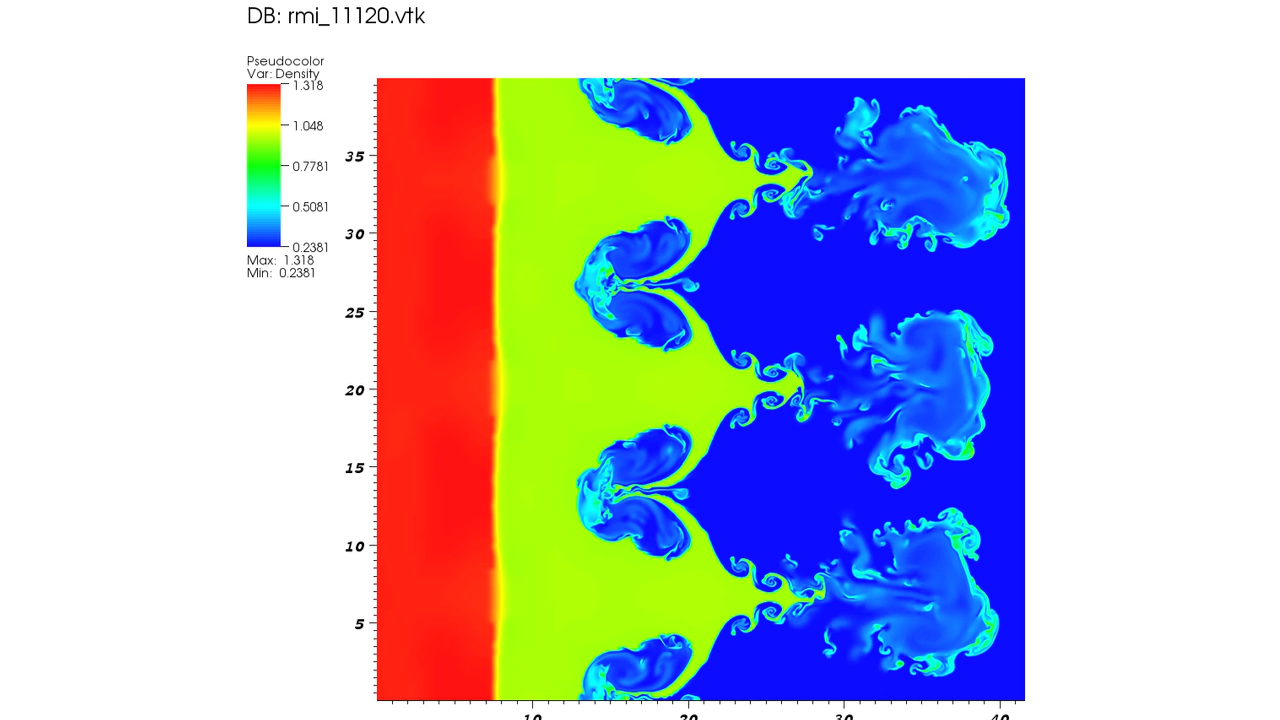 DB: rmi_11120.vtk
Pseudocolor
Var: Density
1.318
1.048
0.7781
0.5081
0.2381
Max: 1.318
Min: 0.2381
35
30
25
20
15
10
5
10 20 30 40